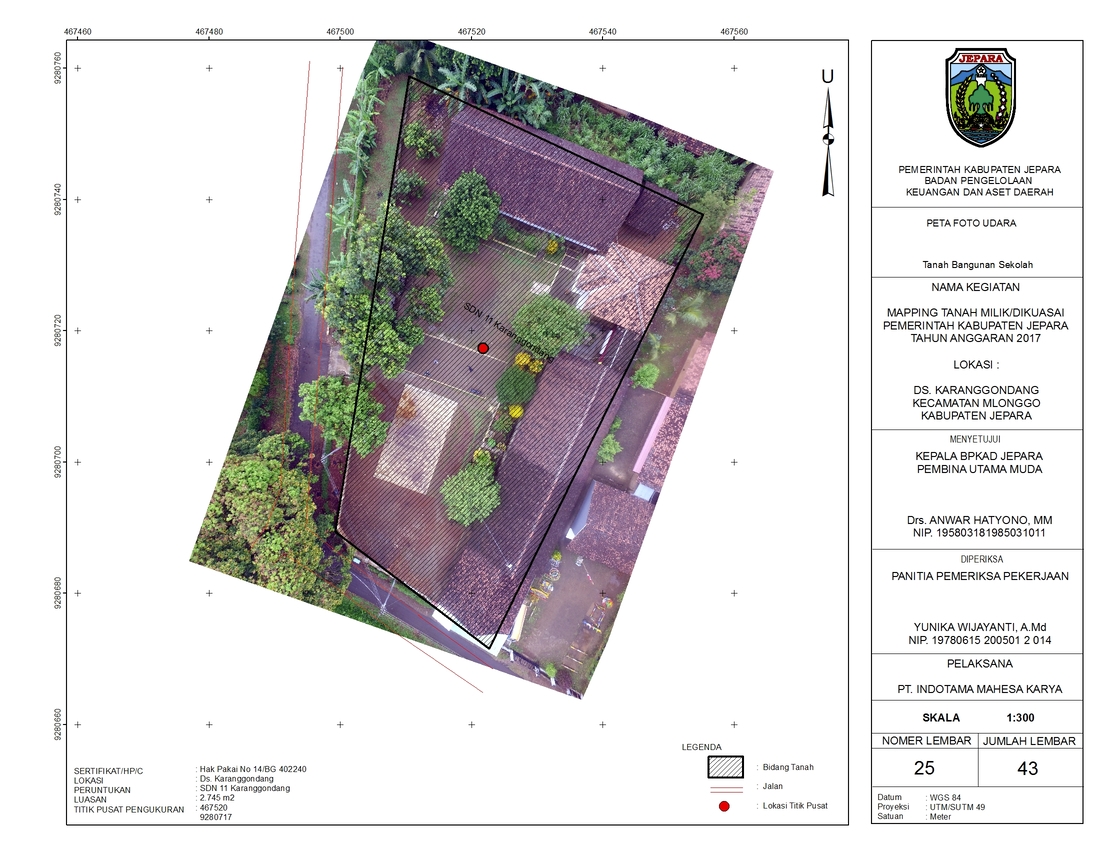 467460 467480 467500 467520 467540 467560
9280760
9280740
9280720
9280700
9280680
9280660
U
SDN 11 Karanggondang
SERTIFIKAT/HP/C : Hak Pakai No 14/BG 402240
LOKASI : Ds. Karanggondang
PERUNTUKAN : SDN 11 Karanggondang
LUASAN : 2.745 m2
TITIK PUSAT PENGUKURAN : 467520
9280717
LEGENDA
: Bidang Tanah
: Jalan
: Lokasi Titik Pusat
JEPARA
PEMERINTAH KABUPATEN JEPARA
BADAN PENGELOLAAN
KEUANGAN DAN ASET DAERAH
PETA FOTO UDARA
Tanah Bangunan Sekolah
NAMA KEGIATAN
MAPPING TANAH MILIK/DIKUASAI
PEMERINTAH KABUPATEN JEPARA
TAHUN ANGGARAN 2017
LOKASI :
DS. KARANGGONDANG
KECAMATAN MLONGGO
KABUPATEN JEPARA
MENYETUJUI
KEPALA BPKAD JEPARA
PEMBINA UTAMA MUDA
Drs. ANWAR HATYONO, MM
NIP. 195803181985031011
DIPERIKSA
PANITIA PEMERIKSA PEKERJAAN
YUNIKA WIJAYANTI, A.Md
NIP. 19780615 200501 2 014
PELAKSANA
PT. INDOTAMA MAHESA KARYA
SKALA 1:300
NOMER LEMBAR JUMLAH LEMBAR
25 43
Datum : WGS 84
Proyeksi : UTM/SUTM 49
Satuan : Meter